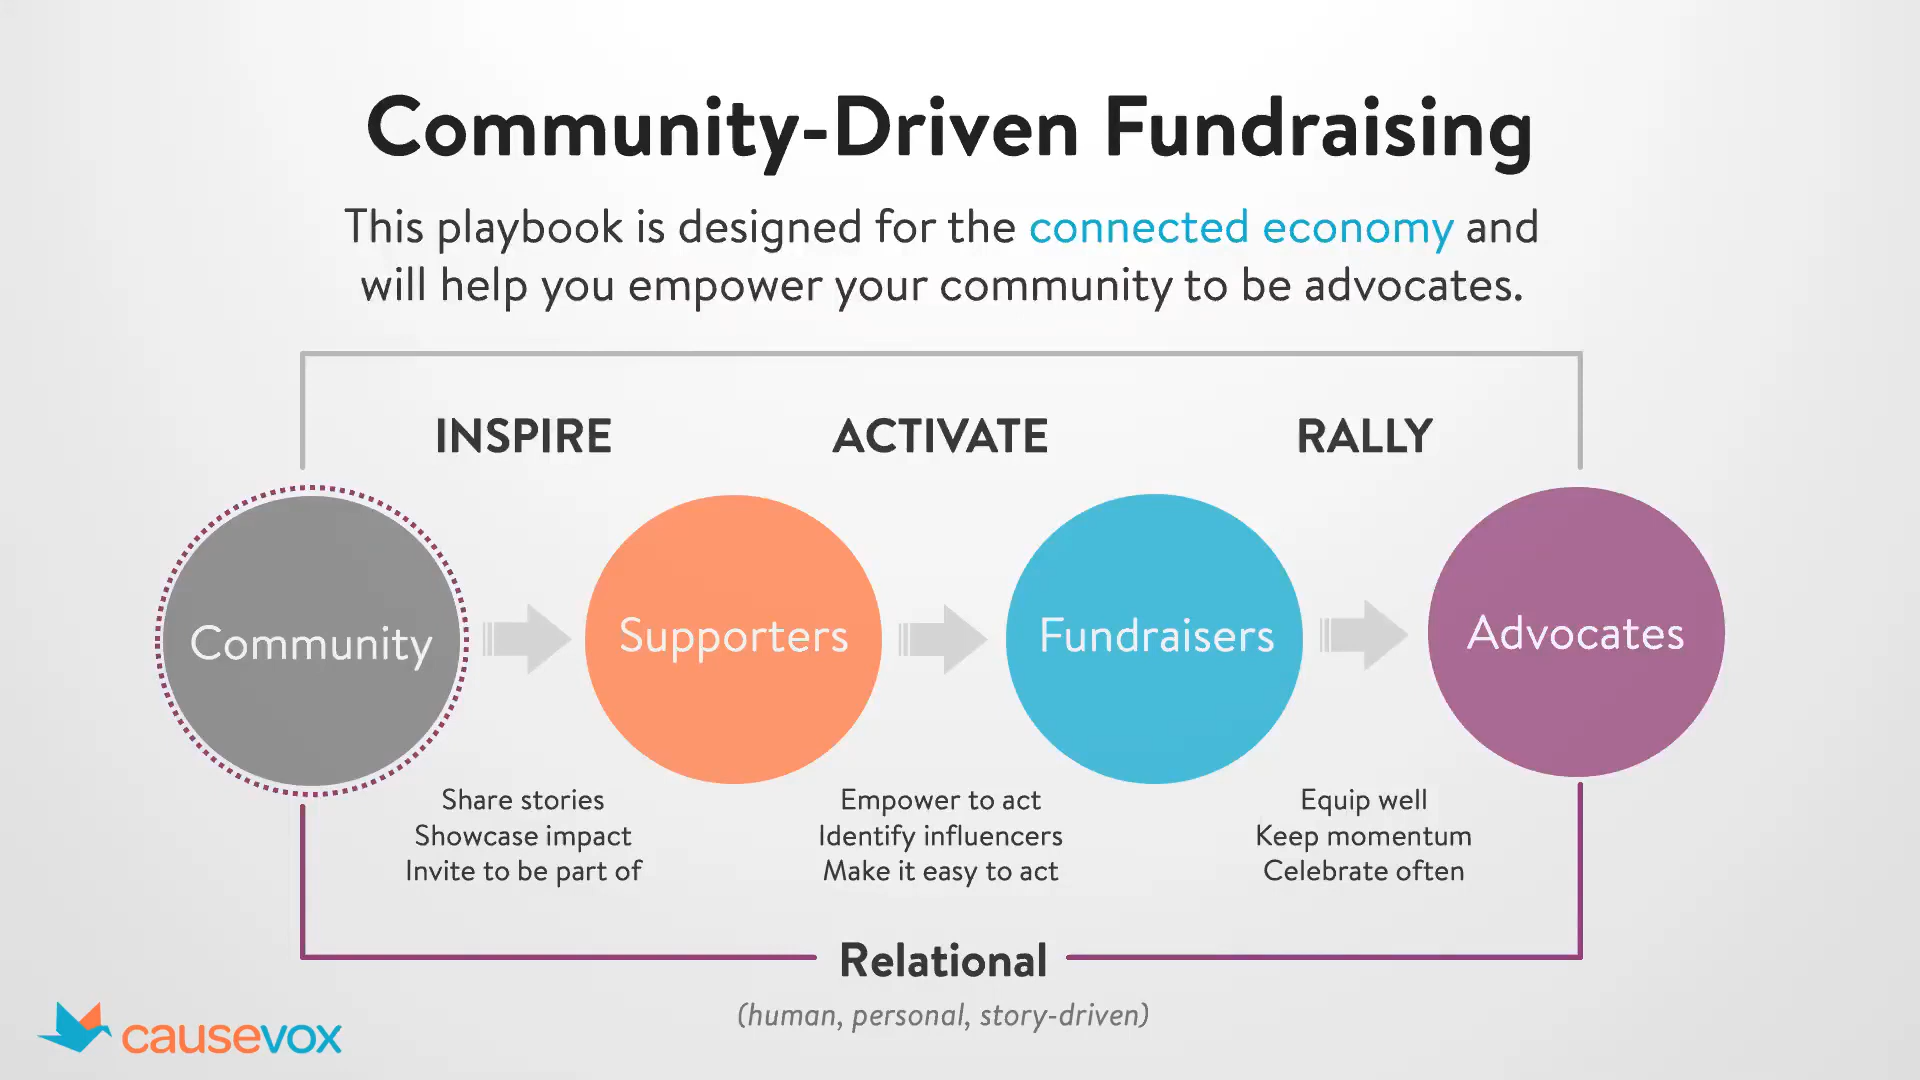 Community-Driven Fundraising
This playbook is designed for the connected economy and
will help you empower your community to be advocates.
INSPIRE
ACTIVATE
RALLY
Community
Supporters
Fundraisers
Advocates
Share stories
Showcase impact
Invite to be part of
Empower to act
Identify influencers
Make it easy to act
Equip well
Keep momentum
Celebrate often
Relational
(human, personal, story-driven)
causevox